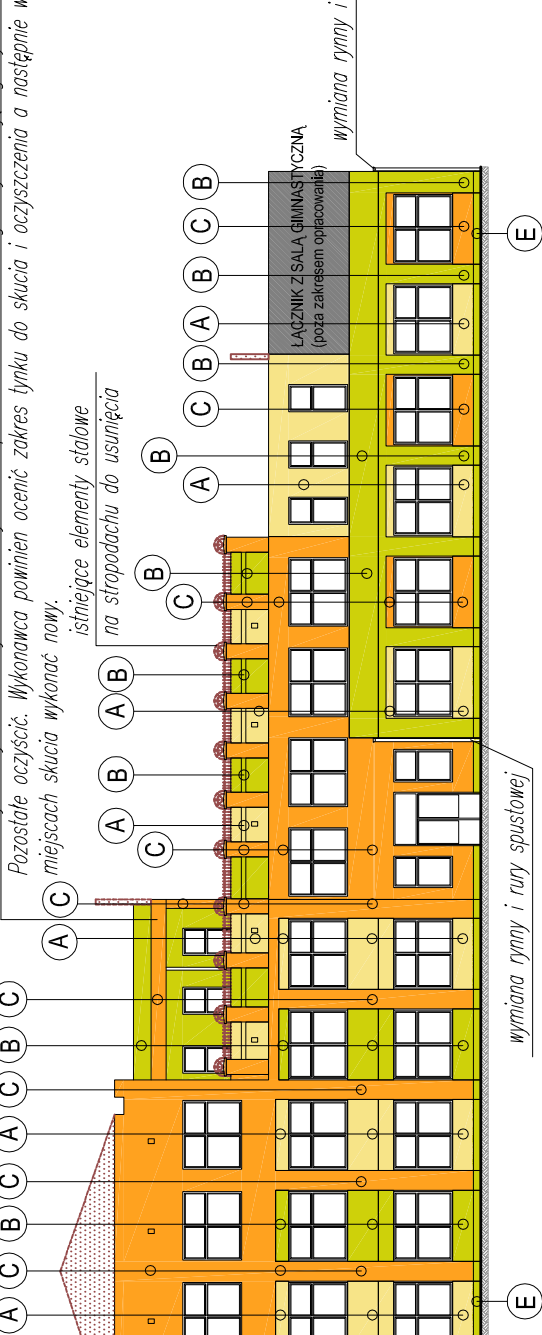 Pozostałe oczyścić. Wykonawca powinien ocenić zakres tynku do skucia i oczyszczenia a następnie w
miejscach skucia wykonać nowy.
istniejące elementy stalowe
na stropodachu do usunięcia
wymiana rynny i
ŁĄCZNIK Z SALĄ GIMNASTYCZNĄ
(poza zakresem opracowania)
A C B C A C B C A C A B A B C B A B C B A B C B
C
E E
wymiana rynny i rury spustowej